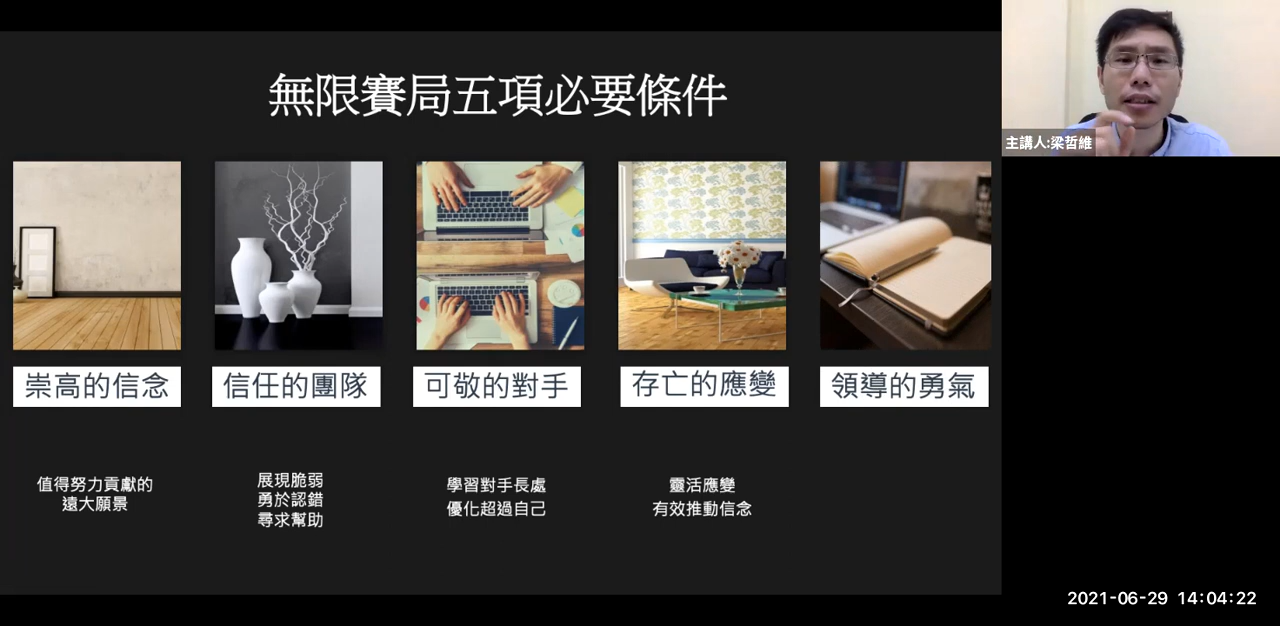 無限賽局五項必要條件
主講人:梁哲維
崇高的信念
信任的團隊
可敬的對手
存亡的應變
領導的勇氣
值得努力貢獻的
遠大願景
展現脆弱
勇於認錯
尋求幫助
學習對手長處
優化超過自己
靈活應變
有效推動信念
2021-06-29 14:04:22